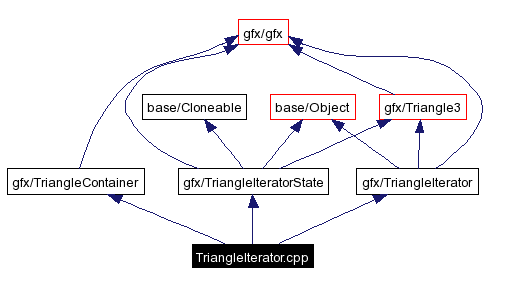 gfx/gfx
base/Cloneable
base/Object
gfx/Triangle3
gfx/TriangleContainer
gfx/TriangleIteratorState
gfx/TriangleIterator
TriangleIterator.cpp